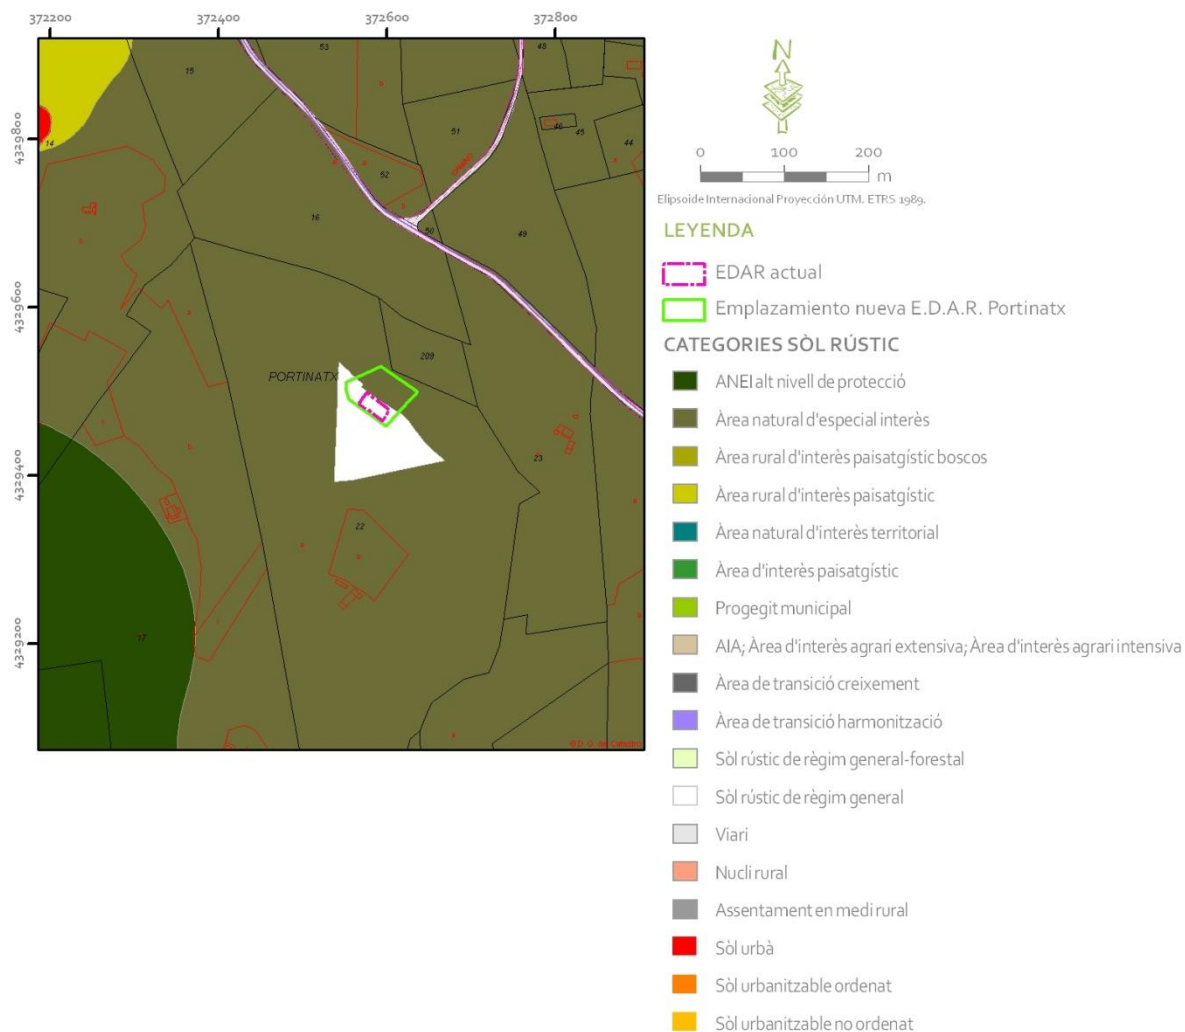 372200
372400
372600
372800
4329800
4329600
4329400
4329200
53
48
15
51
46
45
44
14
52
CAMINO
16
50
49
209
PORTINATX
23
22
17
N
0 100 200
m
Elipsoide Internacional Proyección UTM. ETRS 1989.
LEYENDA
EDAR actual
Emplazamiento nueva E.D.A.R. Portinatx
CATEGORIES SÒL RÚSTIC
ANEI alt nivell de protecció
Àrea natural d'especial interès
Àrea rural d'interès paisatgístic boscos
Àrea rural d'interès paisatgístic
Àrea natural d'interès territorial
Àrea d'interès paisatgístic
Progegit municipal
AIA; Àrea d'interès agrari extensiva; Àrea d'interès agrari intensiva
Àrea de transició creixement
Àrea de transició harmonització
Sòl rústic de règim general-forestal
Sòl rústic de règim general
Viari
Nucli rural
Assentament en medi rural
Sòl urbà
Sòl urbanitzable ordenat
Sòl urbanitzable no ordenat